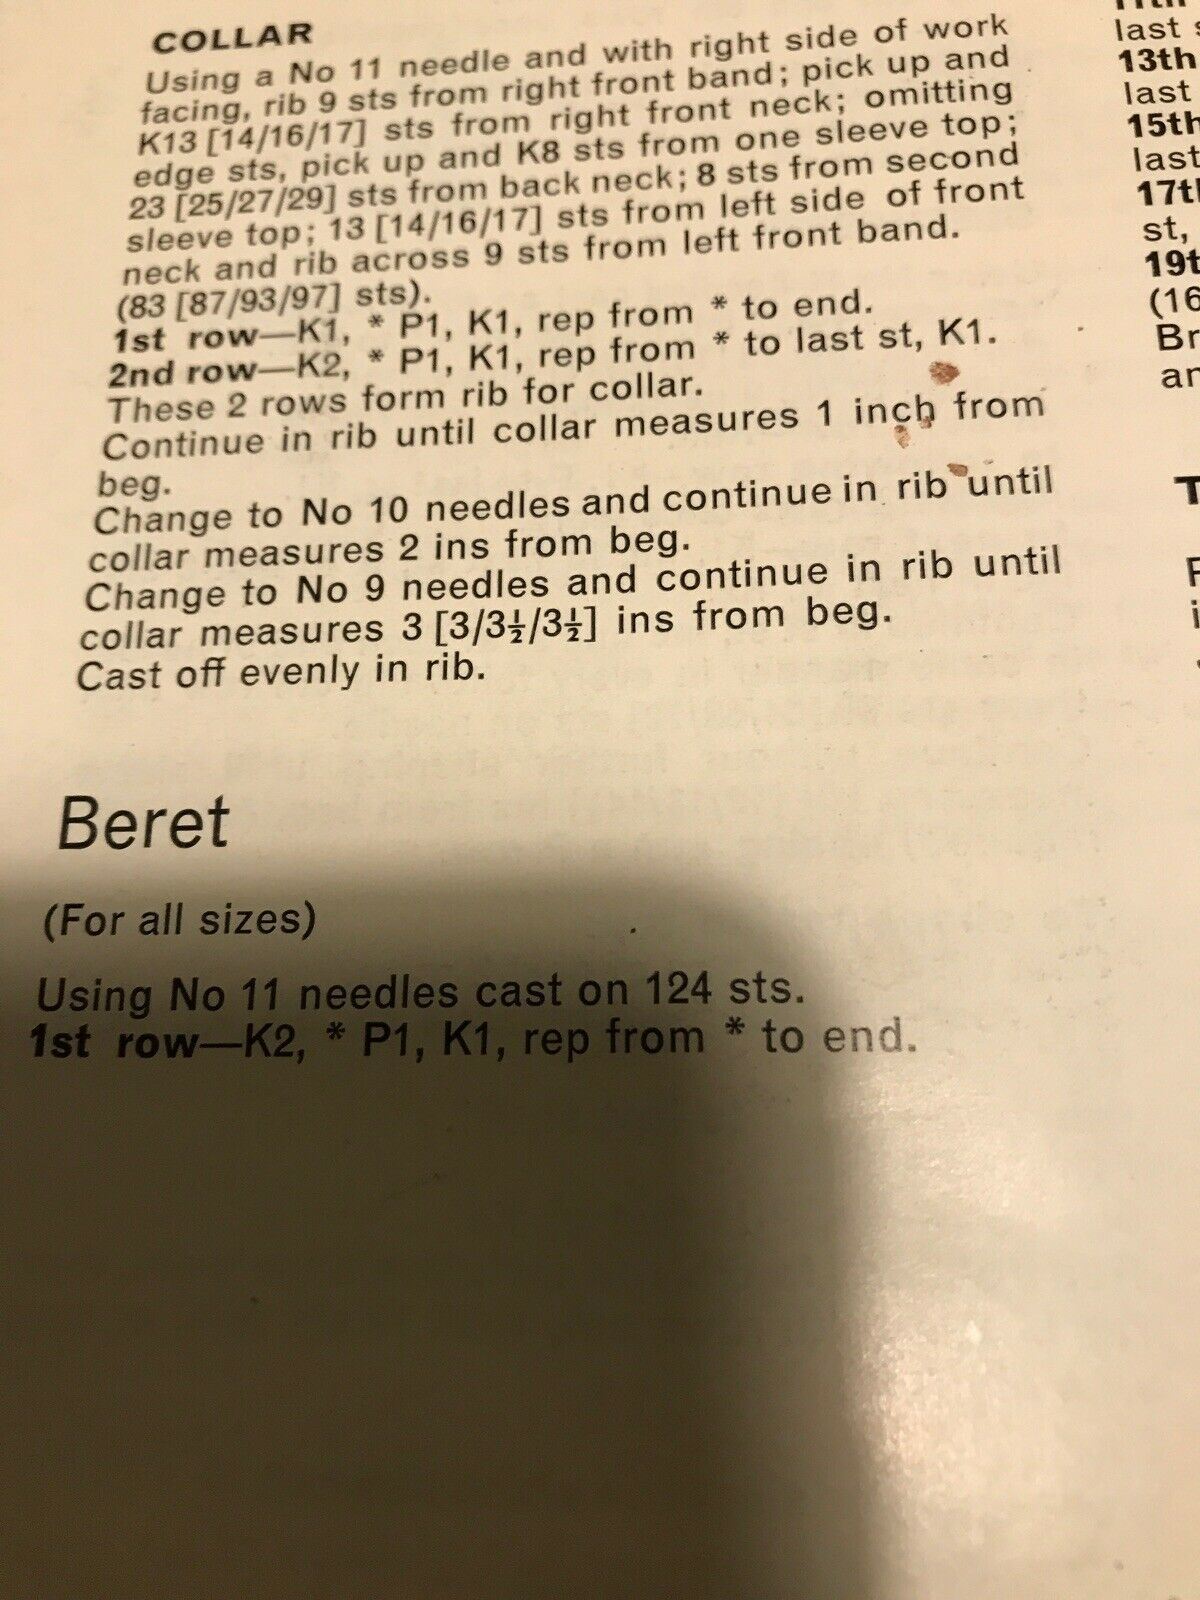 COLLAR
Using a No 11 needle and with right side of work
facing, rib 9 sts from right front band; pick up and
K13 [14/16/17] sts from right front neck; omitting
edge sts, pick up and K8 sts from one sleeve top;
23 [25/27/29] sts from back neck; 8 sts from second
sleeve top; 13 [14/16/17] sts from left side of front
neck and rib across 9 sts from left front band.
(83 [87/93/97] sts).
1st row—K1, * P1, K1, rep from * to end.
2nd row—K2, * P1, K1, rep from * to last st, K1.
These 2 rows form rib for collar.
Continue in rib until collar measures 1 inch from
beg.
Change to No 10 needles and continue in rib until
collar measures 2 ins from beg.
Change to No 9 needles and continue in rib until
collar measures 3 [3/3½/3½] ins from beg.
Cast off evenly in rib.
Beret
(For all sizes)
Using No 11 needles cast on 124 sts.
1st row—K2, * P1, K1, rep from * to end.
last
13th
last
15th
last
st,
(16